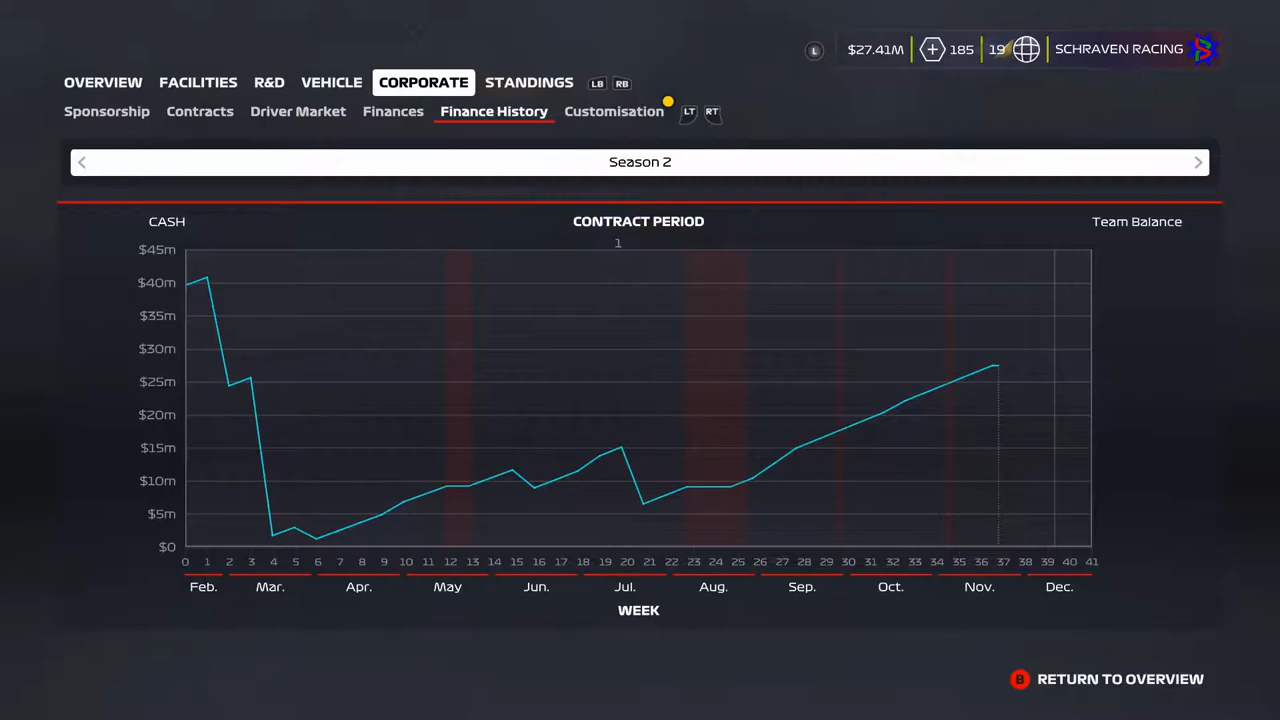 L $27.41M 185 19 SCHRAVEN RACING
OVERVIEW FACILITIES R&D VEHICLE CORPORATE STANDINGS LB RB
Sponsorship Contracts Driver Market Finances Finance History Customisation LT RT
Season 2
CASH CONTRACT PERIOD Team Balance
1
$45m
$40m
$35m
$30m
$25m
$20m
$15m
$10m
$5m
$0
0 1 2 3 4 5 6 7 8 9 10 11 12 13 14 15 16 17 18 19 20 21 22 23 24 25 26 27 28 29 30 31 32 33 34 35 36 37 38 39 40 41
Feb. Mar. Apr. May Jun. Jul. Aug. Sep. Oct. Nov. Dec.
WEEK
B RETURN TO OVERVIEW